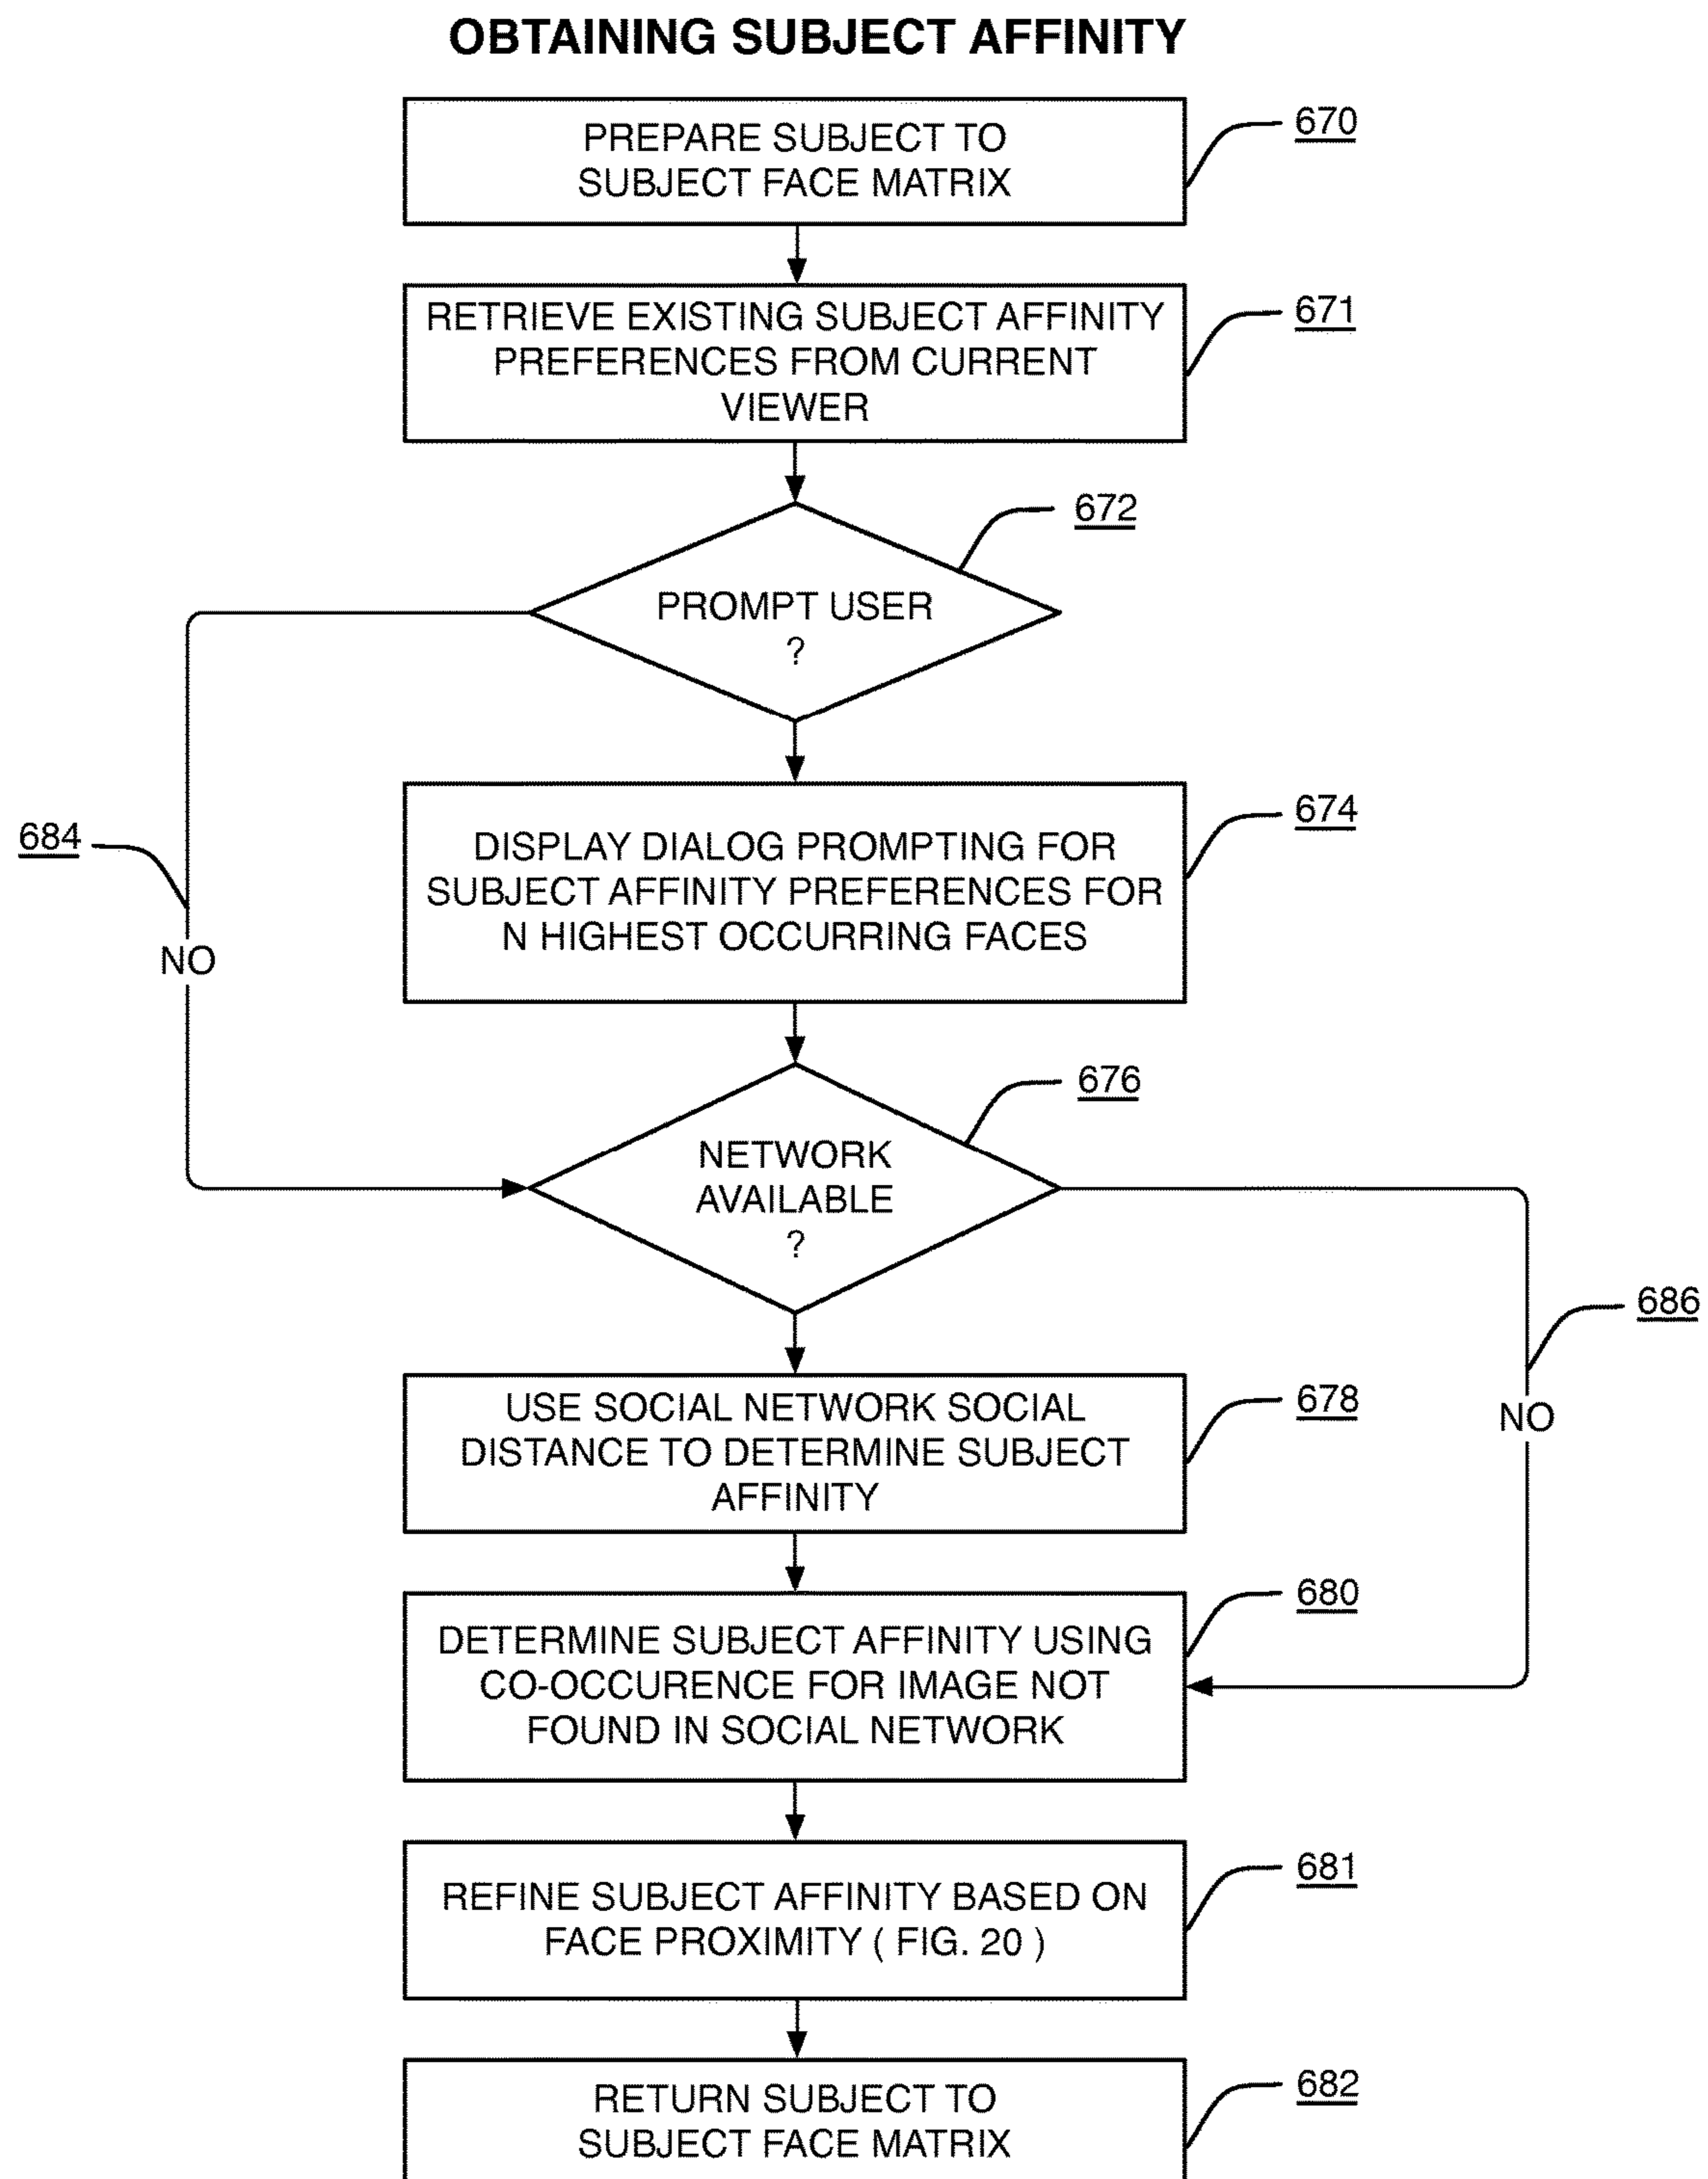 OBTAINING SUBJECT AFFINITY
PREPARE SUBJECT TO
SUBJECT FACE MATRIX
670
RETRIEVE EXISTING SUBJECT AFFINITY
PREFERENCES FROM CURRENT
VIEWER
671
672
PROMPT USER
?
684
NO
DISPLAY DIALOG PROMPTING FOR
SUBJECT AFFINITY PREFERENCES FOR
N HIGHEST OCCURRING FACES
674
676
NETWORK
AVAILABLE
?
686
NO
USE SOCIAL NETWORK SOCIAL
DISTANCE TO DETERMINE SUBJECT
AFFINITY
678
DETERMINE SUBJECT AFFINITY USING
CO-OCCURENCE FOR IMAGE NOT
FOUND IN SOCIAL NETWORK
680
REFINE SUBJECT AFFINITY BASED ON
FACE PROXIMITY ( FIG. 20 )
681
RETURN SUBJECT TO
SUBJECT FACE MATRIX
682